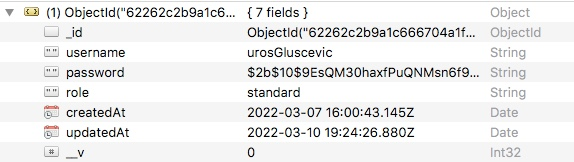 (1) ObjectId("62262c2b9a1c6... { 7 fields } Object
_id ObjectId("62262c2b9a1c666704a1f... ObjectId
"" username urosGluscevic String
"" password $2b$10$9EsQM30haxfPuQNMsn6f9... String
"" role standard String
createdAt 2022-03-07 16:00:43.145Z Date
updatedAt 2022-03-10 19:24:26.880Z Date
# __v 0 Int32